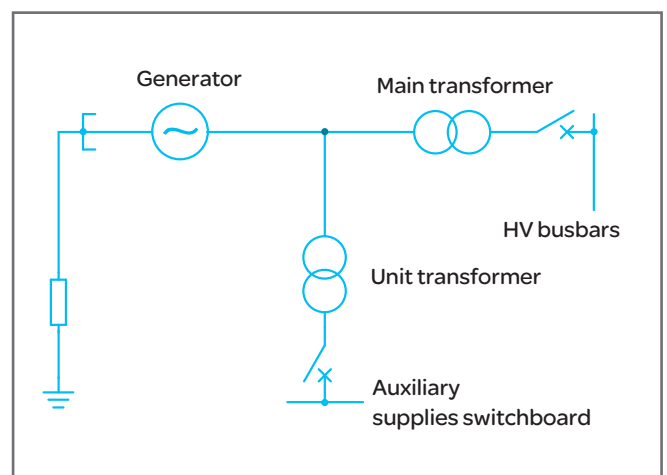 Generator
Main transformer
HV busbars
Unit transformer
Auxiliary
supplies switchboard